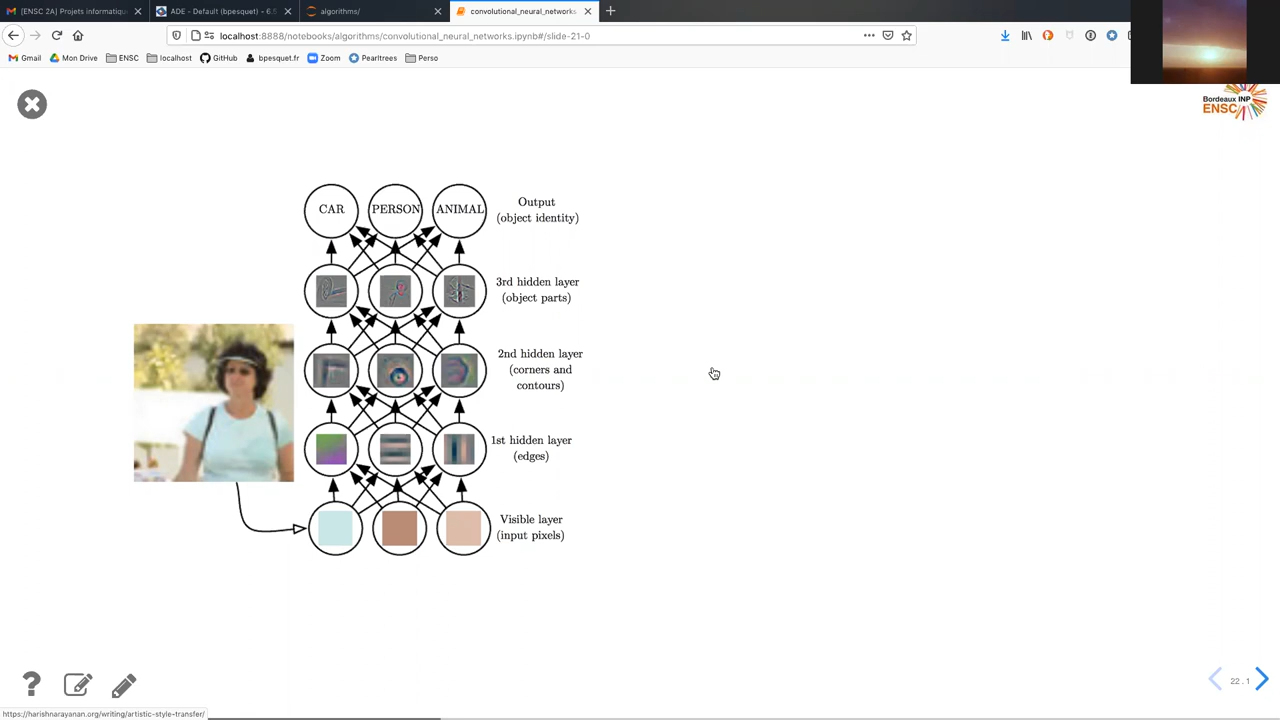 [ENSC 2A] Projets informatiqu
ADE - Default (bpesquet) - 6.5
algorithms/
convolutional_neural_networks
localhost:8888/notebooks/algorithms/convolutional_neural_networks.ipynb#/slide-21-0
Gmail
Mon Drive
ENSC
localhost
GitHub
bpesquet.fr
Zoom
Pearltrees
Perso
Bordeaux INP
ENSC
CAR
PERSON
ANIMAL
Output
(object identity)
3rd hidden layer
(object parts)
2nd hidden layer
(corners and
contours)
1st hidden layer
(edges)
Visible layer
(input pixels)
22.1
https://harishnarayanan.org/writing/artistic-style-transfer/